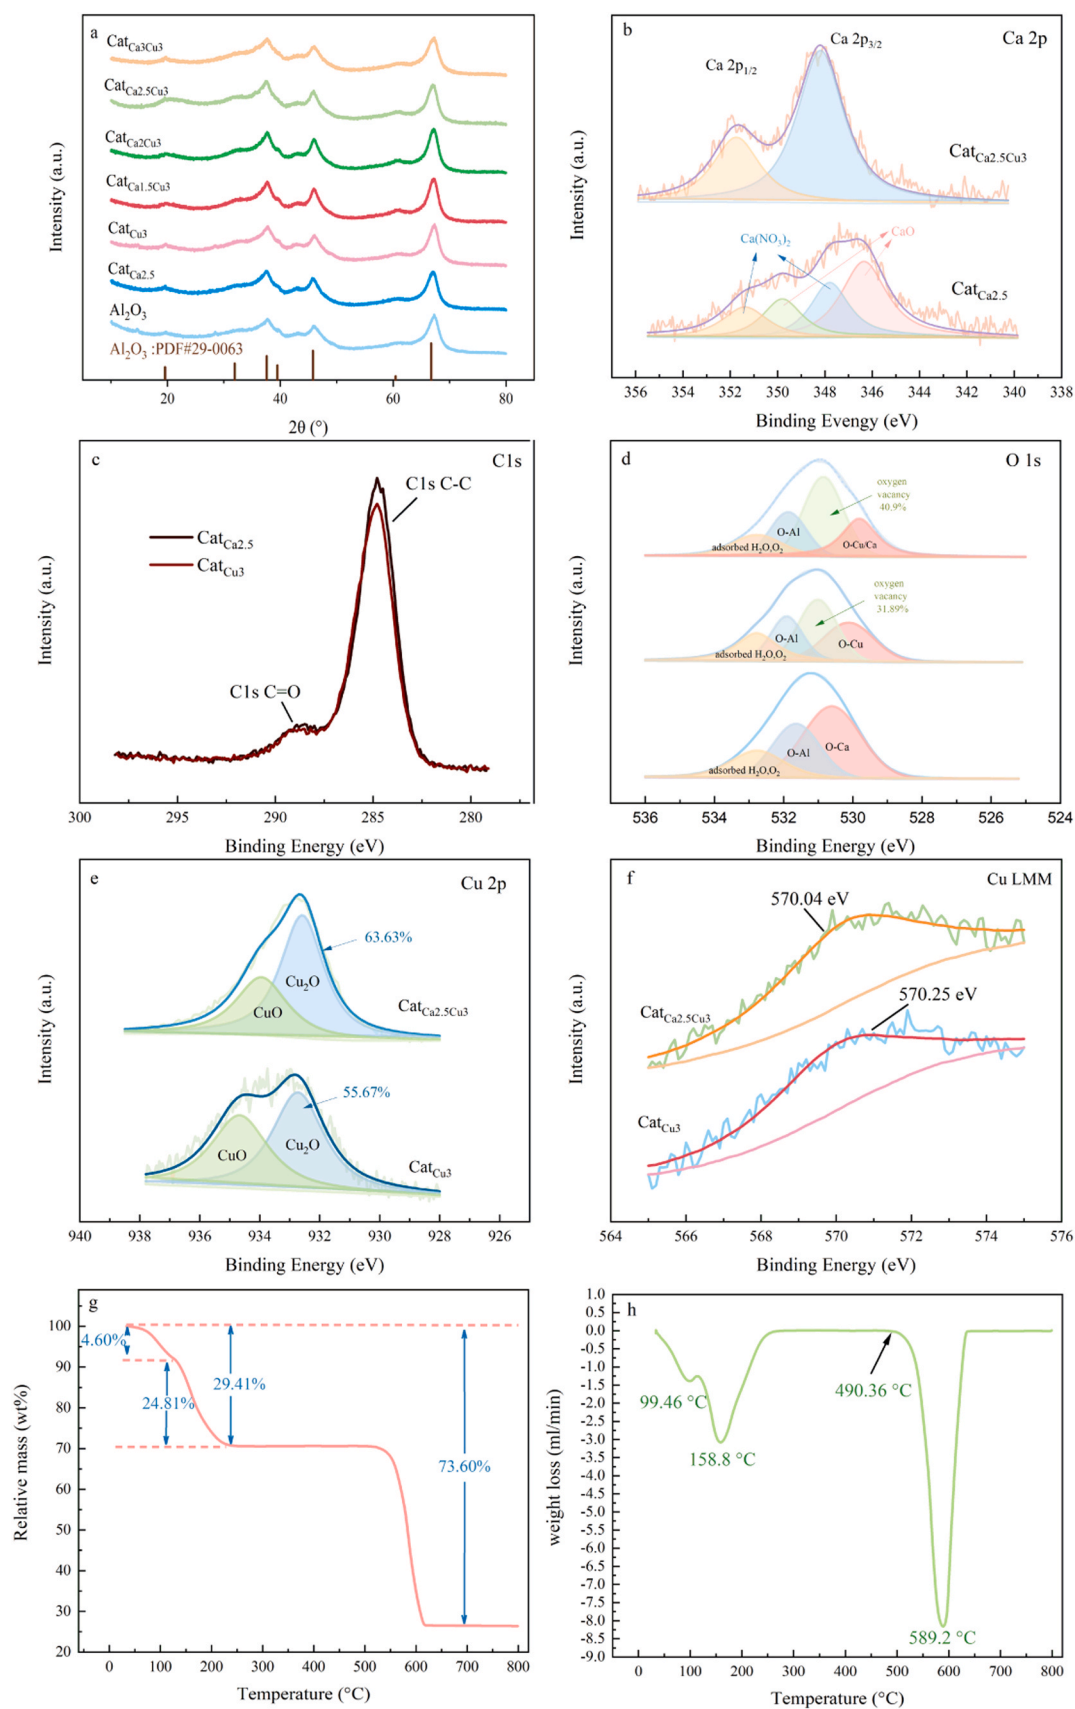 a
Cat_Ca3Cu3
Cat_Ca2.5Cu3
Cat_Ca2Cu3
Cat_Ca1.5Cu3
Cat_Cu3
Cat_Ca2.5
Al₂O₃
Al₂O₃ :PDF#29-0063
20 40 60 80
2θ (°)
Intensity (a.u.)
b
Ca 2p
Ca 2p₃/₂
Ca 2p₁/₂
Cat_Ca2.5Cu3
Ca(NO₃)₂
CaO
Cat_Ca2.5
356 354 352 350 348 346 344 342 340 338
Binding Evengy (eV)
Intensity (a.u.)
c
C1s
C1s C-C
Cat_Ca2.5
Cat_Cu3
C1s C=O
300 295 290 285 280
Binding Energy (eV)
Intensity (a.u.)
d
O 1s
oxygen
vacancy
40.9%
O-Al
adsorbed H₂O,O₂
O-Cu/Ca
oxygen
vacancy
31.89%
O-Al
O-Cu
adsorbed H₂O,O₂
O-Al
O-Ca
adsorbed H₂O,O₂
536 534 532 530 528 526 524
Binding Energy (eV)
Intensity (a.u.)
e
Cu 2p
63.63%
Cu₂O
CuO
Cat_Ca2.5Cu3
55.67%
Cu₂O
CuO
Cat_Cu3
940 938 936 934 932 930 928 926
Binding Energy (eV)
Intensity (a.u.)
f
Cu LMM
570.04 eV
Cat_Ca2.5Cu3
570.25 eV
Cat_Cu3
564 566 568 570 572 574 576
Binding Energy (eV)
Intensity (a.u.)
g
100
90
80
70
60
50
40
30
20
4.60%
24.81%
29.41%
73.60%
0 100 200 300 400 500 600 700 800
Temperature (°C)
Relative mass (wt%)
h
1.0
0.5
0.0
-0.5
-1.0
-1.5
-2.0
-2.5
-3.0
-3.5
-4.0
-4.5
-5.0
-5.5
-6.0
-6.5
-7.0
-7.5
-8.0
-8.5
-9.0
99.46 °C
158.8 °C
490.36 °C
589.2 °C
0 100 200 300 400 500 600 700 800
Temperature (°C)
weight loss (ml/min)